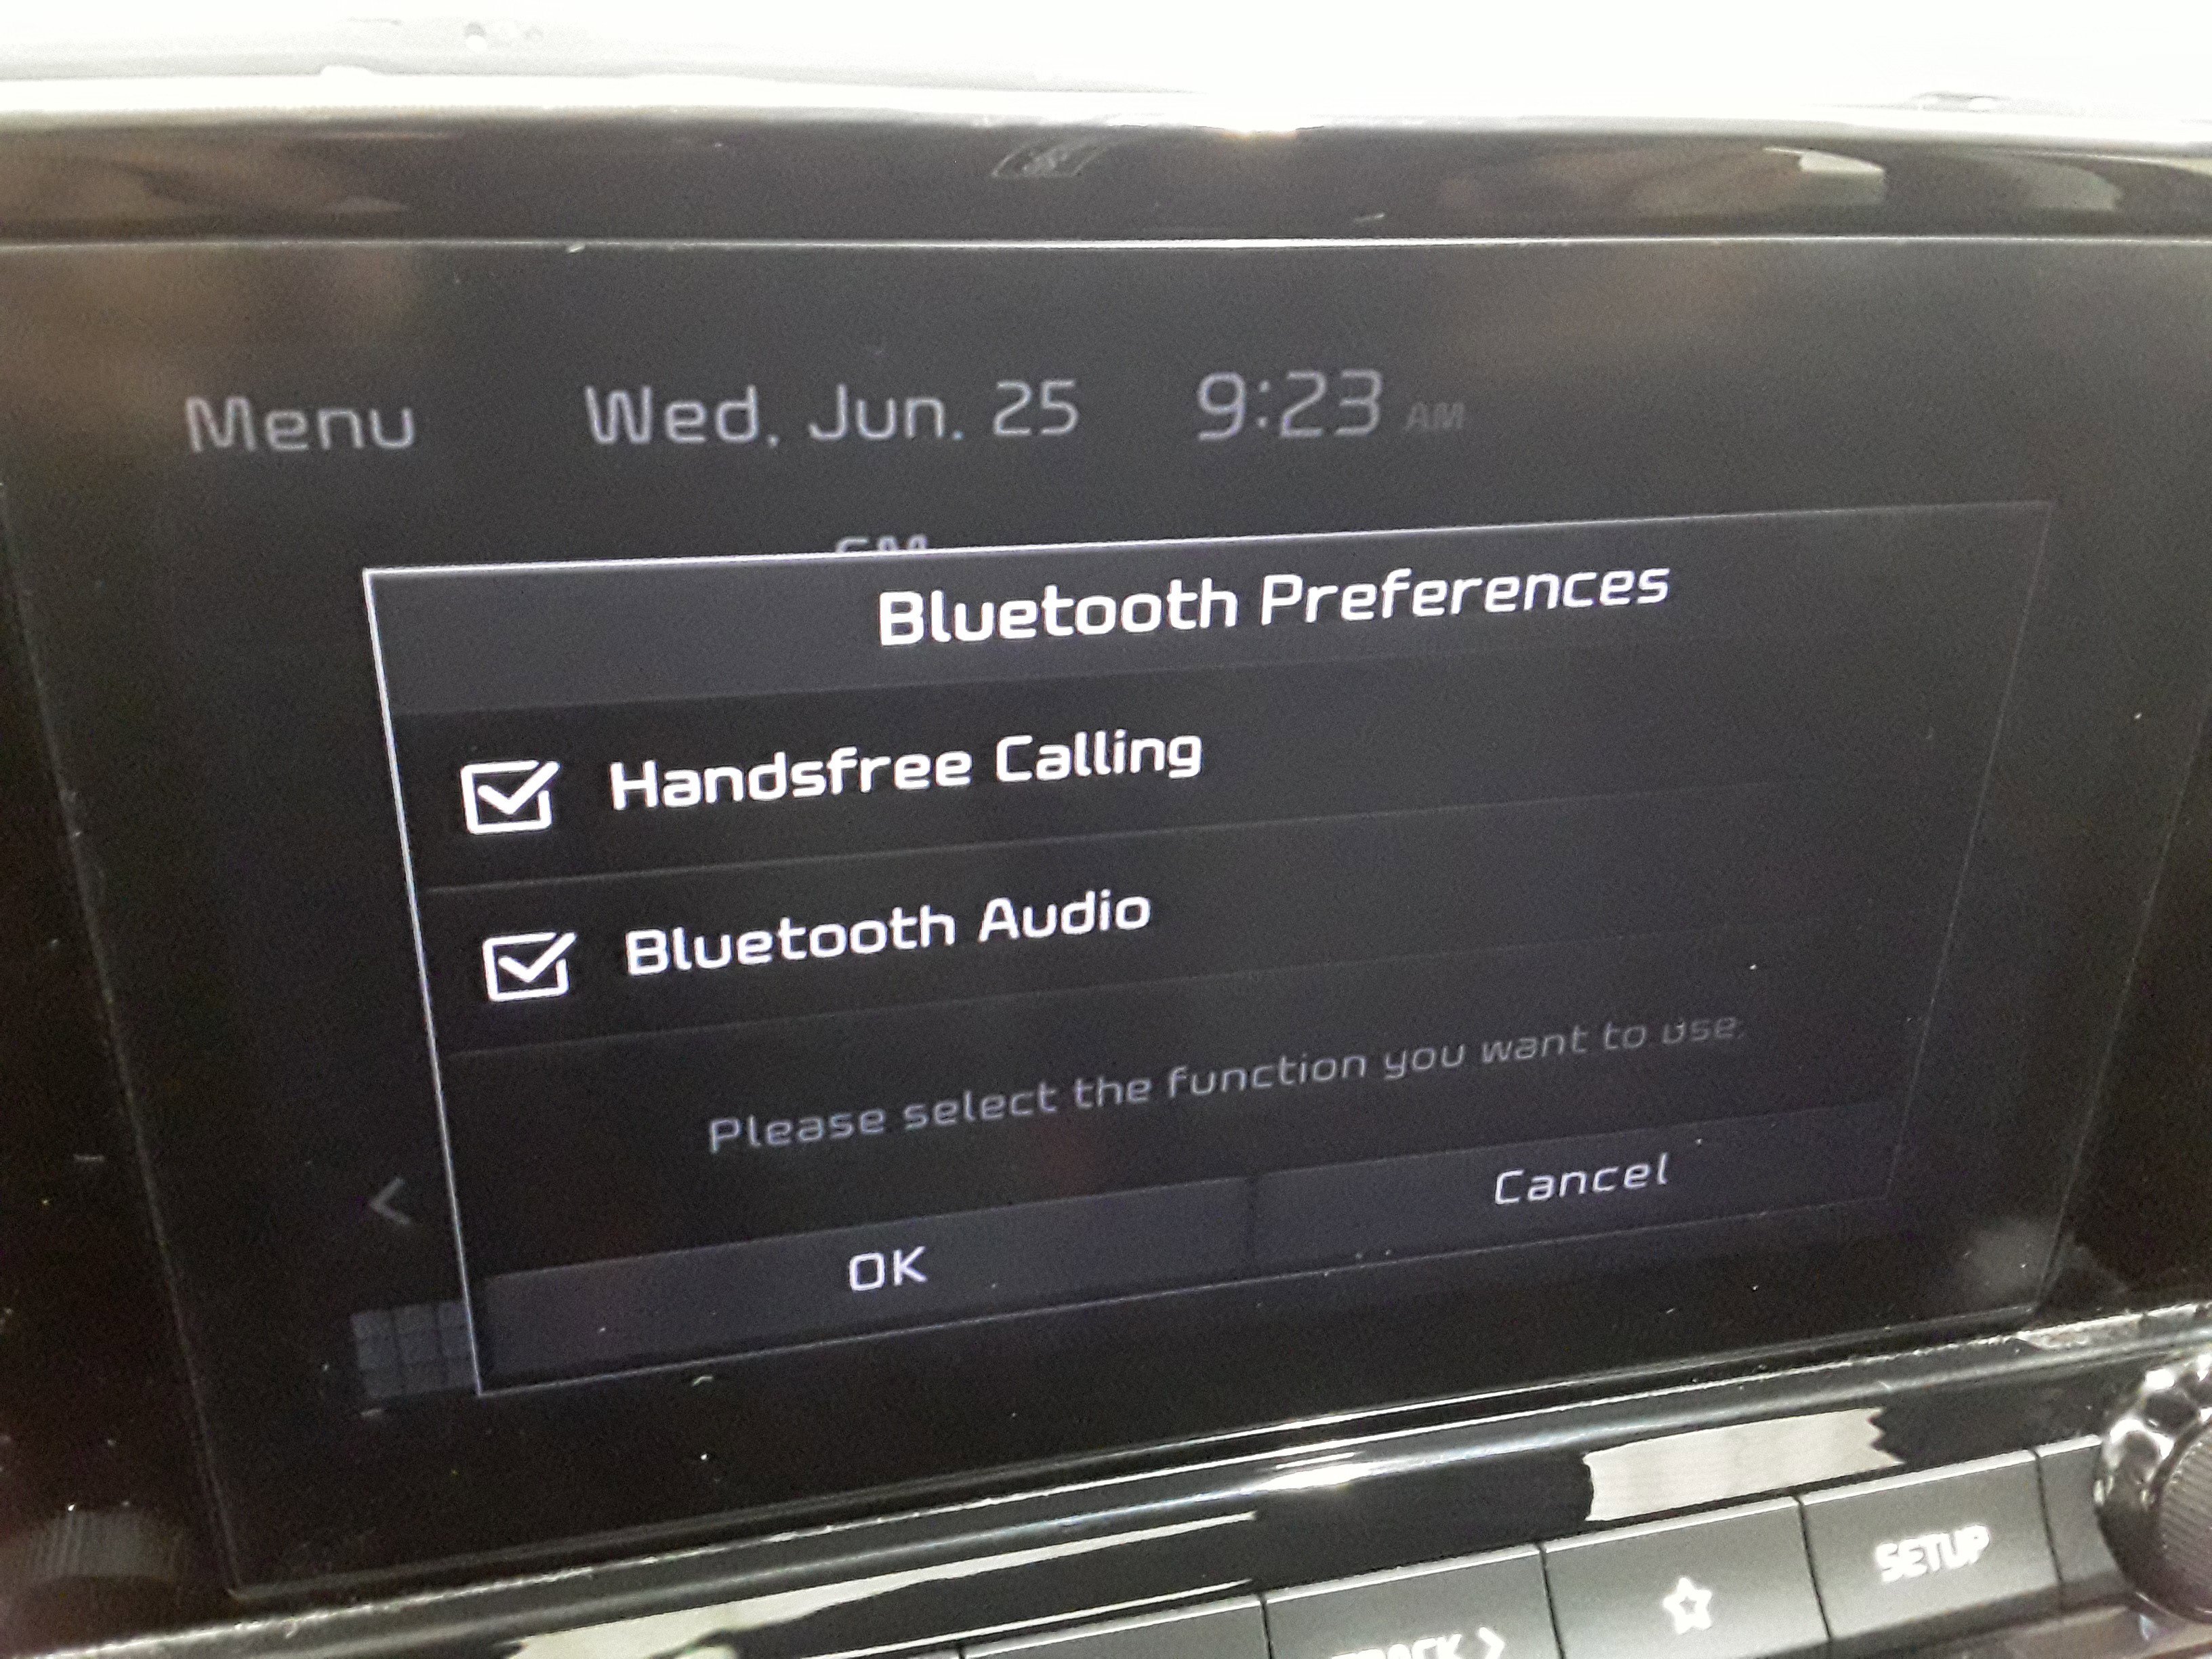 Menu Wed, Jun. 25 9:23 AM
Bluetooth Preferences
Handsfree Calling
Bluetooth Audio
Please select the function you want to use.
OK Cancel
SETUP